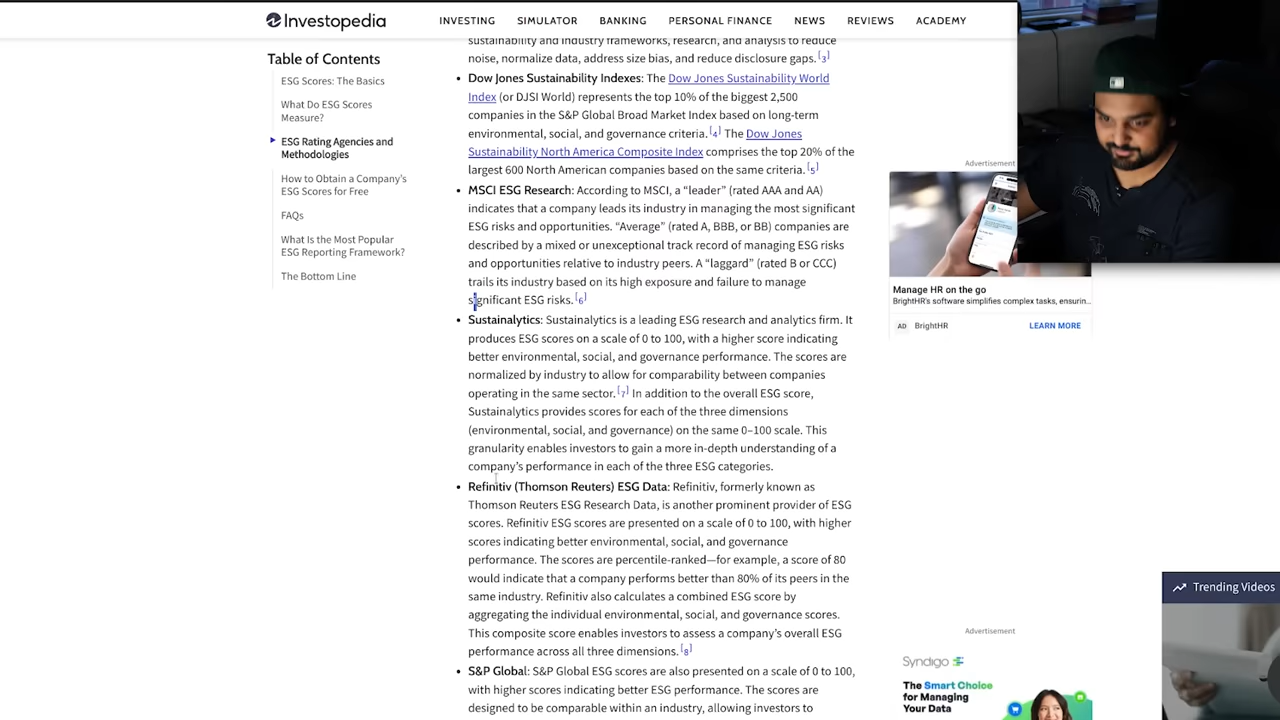 Investopedia
INVESTING SIMULATOR BANKING PERSONAL FINANCE NEWS REVIEWS ACADEMY
Table of Contents
ESG Scores: The Basics
What Do ESG Scores
Measure?
ESG Rating Agencies and
Methodologies
How to Obtain a Company's
ESG Scores for Free
FAQs
What Is the Most Popular
ESG Reporting Framework?
The Bottom Line
sustainability and industry frameworks, research, and analysis to reduce
noise, normalize data, address size bias, and reduce disclosure gaps. [3]
• Dow Jones Sustainability Indexes: The Dow Jones Sustainability World
Index (or DJSI World) represents the top 10% of the biggest 2,500
companies in the S&P Global Broad Market Index based on long-term
environmental, social, and governance criteria. [4] The Dow Jones
Sustainability North America Composite Index comprises the top 20% of the
largest 600 North American companies based on the same criteria. [5]
• MSCI ESG Research: According to MSCI, a “leader” (rated AAA and AA)
indicates that a company leads its industry in managing the most significant
ESG risks and opportunities. “Average” (rated A, BBB, or BB) companies are
described by a mixed or unexceptional track record of managing ESG risks
and opportunities relative to industry peers. A “laggard” (rated B or CCC)
trails its industry based on its high exposure and failure to manage
significant ESG risks. [6]
• Sustainalytics: Sustainalytics is a leading ESG research and analytics firm. It
produces ESG scores on a scale of 0 to 100, with a higher score indicating
better environmental, social, and governance performance. The scores are
normalized by industry to allow for comparability between companies
operating in the same sector. [7] In addition to the overall ESG score,
Sustainalytics provides scores for each of the three dimensions
(environmental, social, and governance) on the same 0–100 scale. This
granularity enables investors to gain a more in-depth understanding of a
company's performance in each of the three ESG categories.
• Refinitiv (Thomson Reuters) ESG Data: Refinitiv, formerly known as
Thomson Reuters ESG Research Data, is another prominent provider of ESG
scores. Refinitiv ESG scores are presented on a scale of 0 to 100, with higher
scores indicating better environmental, social, and governance
performance. The scores are percentile-ranked—for example, a score of 80
would indicate that a company performs better than 80% of its peers in the
same industry. Refinitiv also calculates a combined ESG score by
aggregating the individual environmental, social, and governance scores.
This composite score enables investors to assess a company's overall ESG
performance across all three dimensions. [8]
• S&P Global: S&P Global ESG scores are also presented on a scale of 0 to 100,
with higher scores indicating better ESG performance. The scores are
designed to be comparable within an industry, allowing investors to
Advertisement
Manage HR on the go
BrightHR's software simplifies complex tasks, ensurin...
AD BrightHR LEARN MORE
Trending Videos
Advertisement
Syndigo
The Smart Choice
for Managing
Your Data